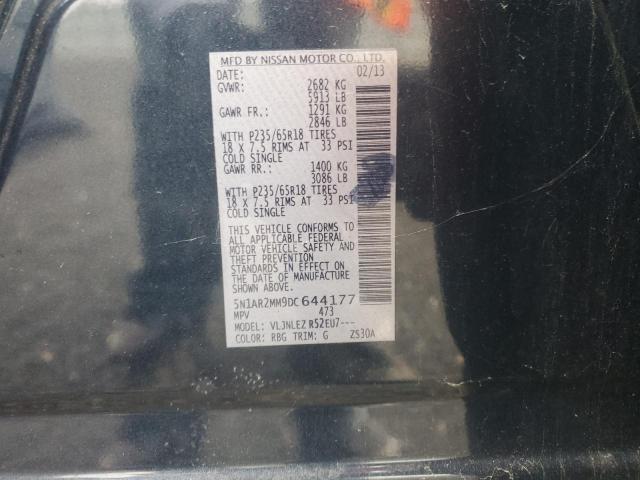 MFD BY NISSAN MOTOR CO., LTD.
DATE: 02/13
GVWR: 2682 KG
5913 LB
GAWR FR.: 1291 KG
2846 LB
WITH P235/65R18 TIRES
18 X 7.5 RIMS AT 33 PSI
COLD SINGLE
GAWR RR.: 1400 KG
3086 LB
WITH P235/65R18 TIRES
18 X 7.5 RIMS AT 33 PSI
COLD SINGLE
THIS VEHICLE CONFORMS TO
ALL APPLICABLE FEDERAL
MOTOR VEHICLE SAFETY AND
THEFT PREVENTION
STANDARDS IN EFFECT ON
THE DATE OF MANUFACTURE
SHOWN ABOVE.
5N1AR2MM9DC644177
MPV 473
MODEL: VLJNLEZ R52EU7---
COLOR: RBG TRIM: G ZS30A